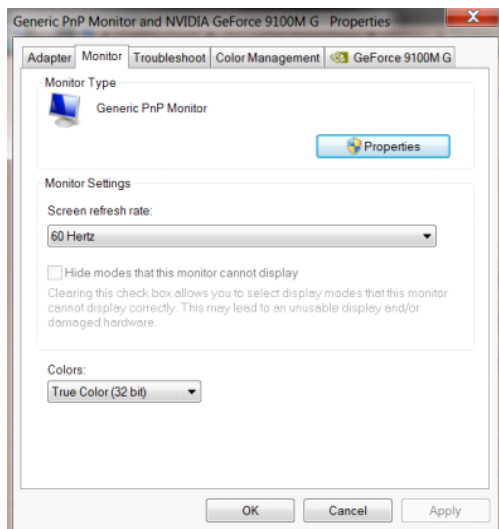 Generic PnP Monitor and NVIDIA GeForce 9100M G Properties
Adapter Monitor Troubleshoot Color Management GeForce 9100M G
Monitor Type
Generic PnP Monitor
Properties
Monitor Settings
Screen refresh rate:
60 Hertz
Hide modes that this monitor cannot display
Clearing this check box allows you to select display modes that this monitor
cannot display correctly. This may lead to an unusable display and/or
damaged hardware.
Colors:
True Color (32 bit)
OK Cancel Apply